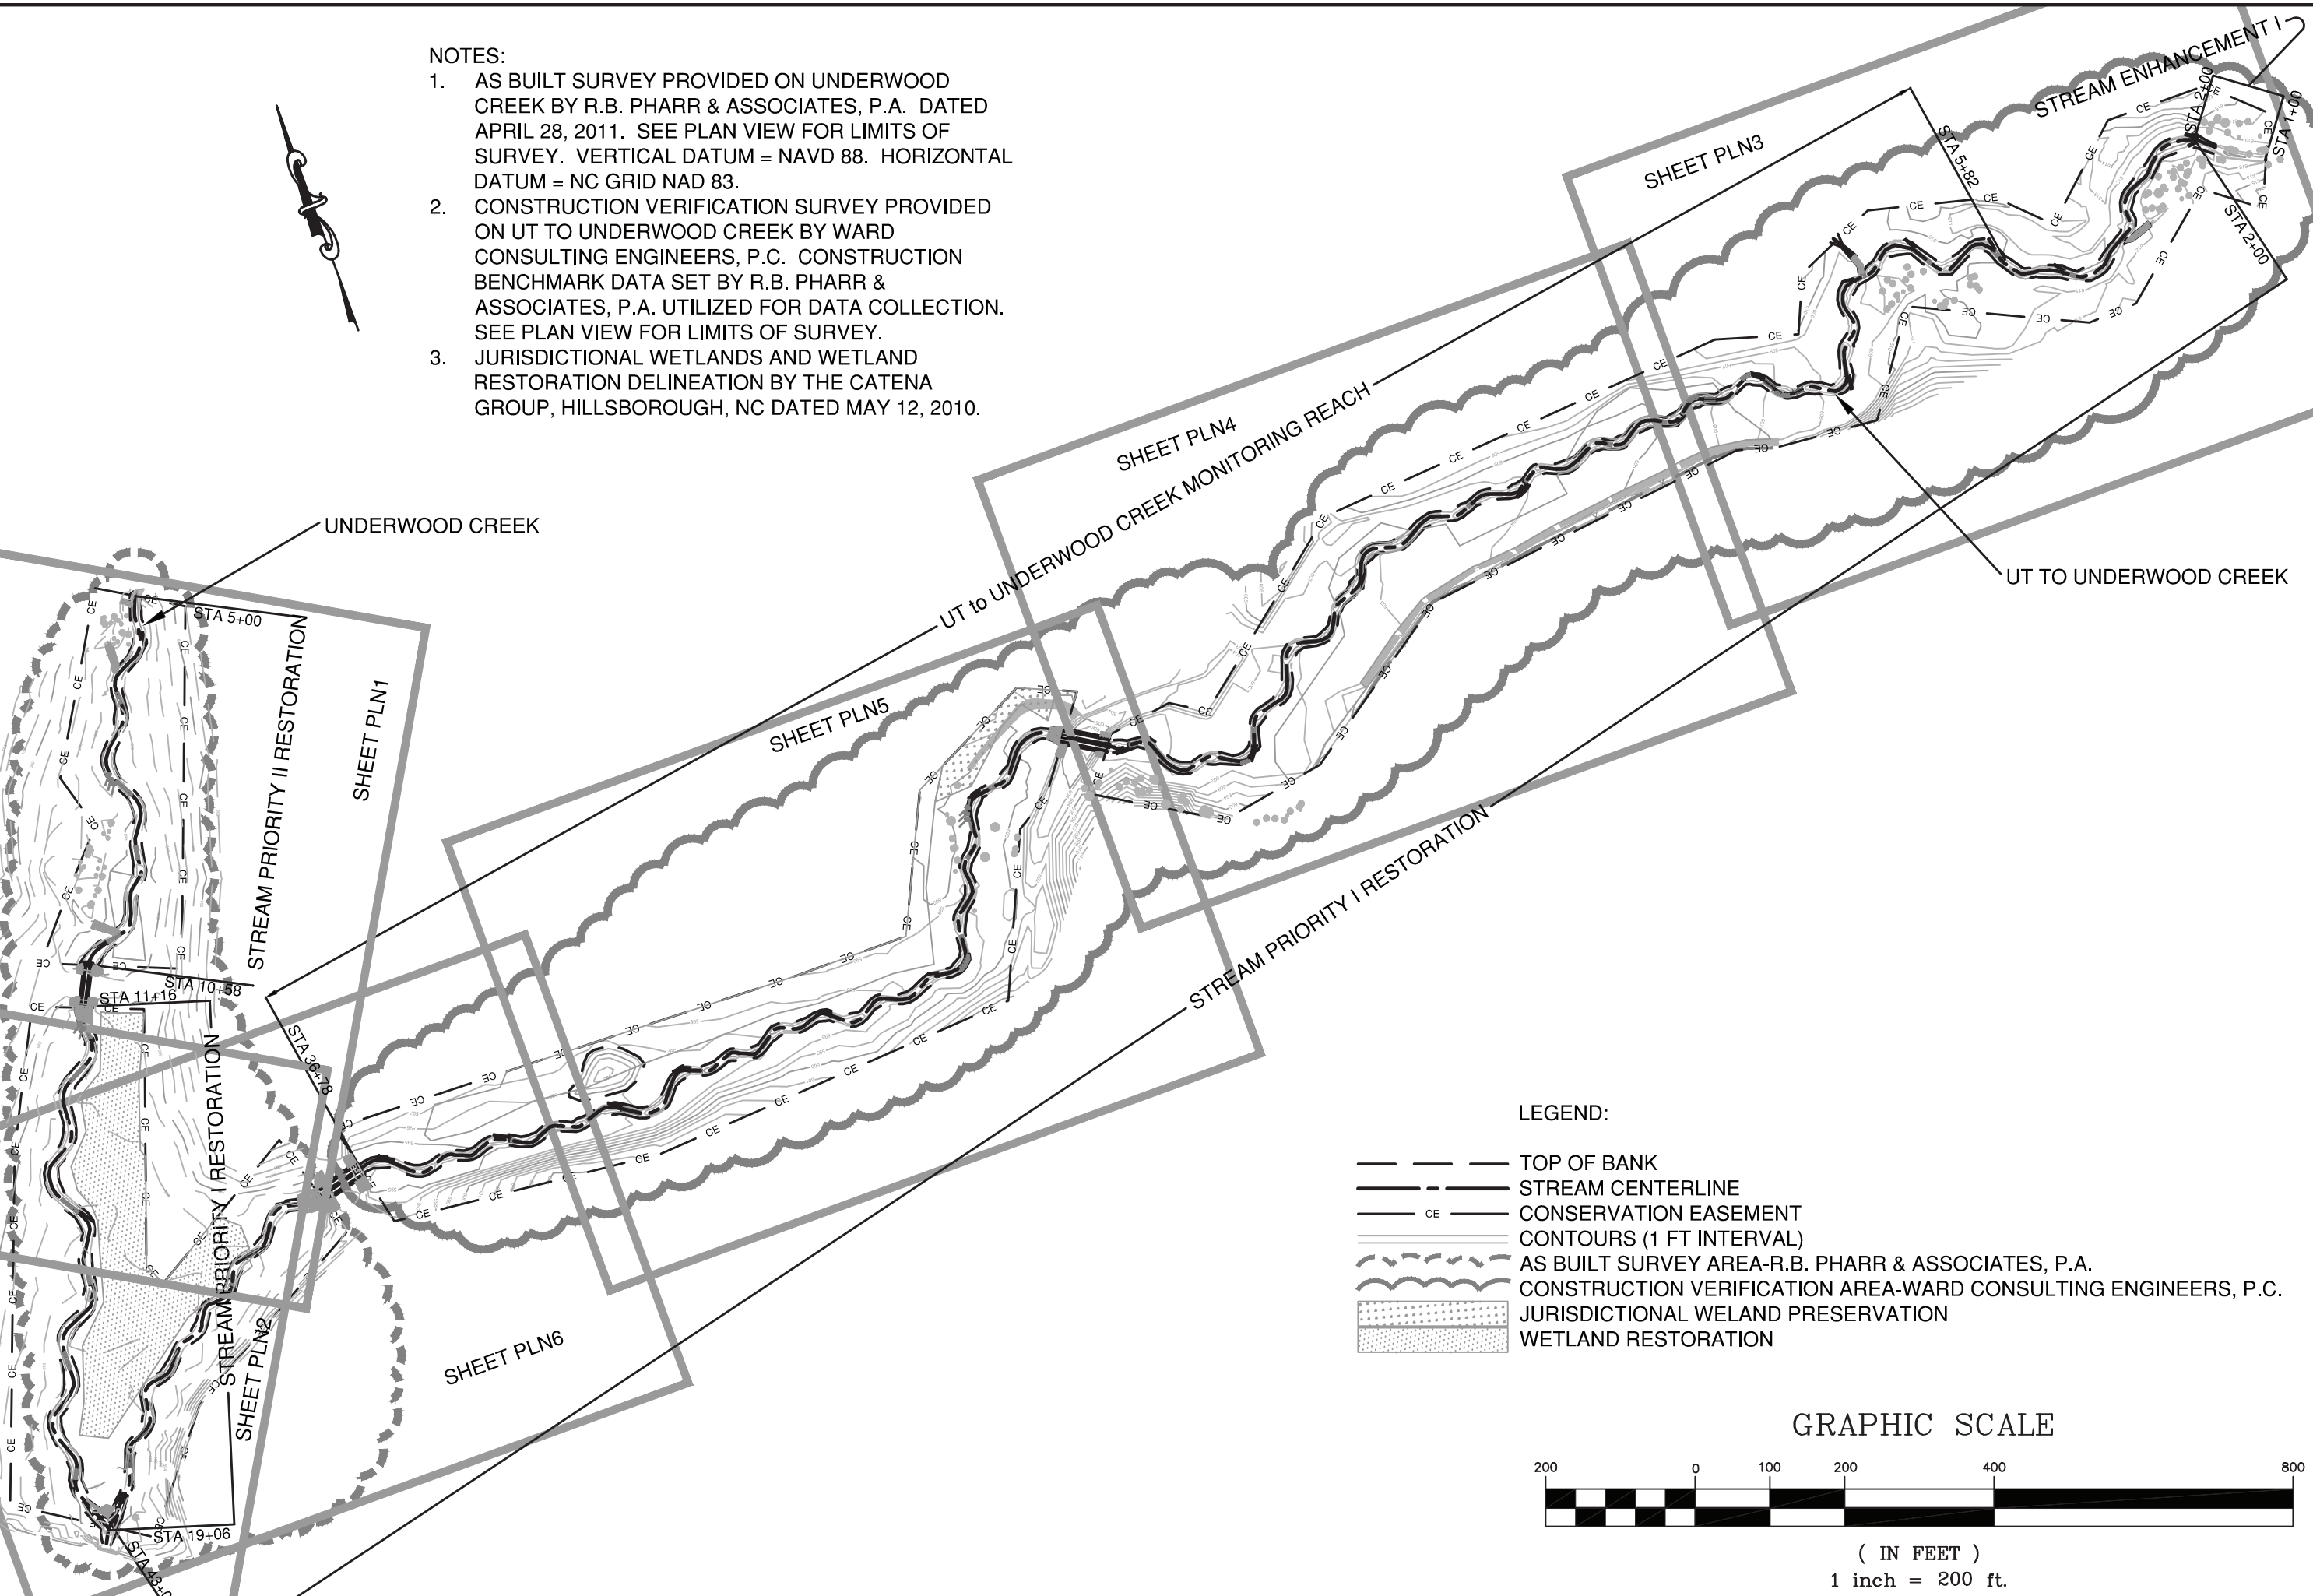 NOTES:
1. AS BUILT SURVEY PROVIDED ON UNDERWOOD
CREEK BY R.B. PHARR & ASSOCIATES, P.A. DATED
APRIL 28, 2011. SEE PLAN VIEW FOR LIMITS OF
SURVEY. VERTICAL DATUM = NAVD 88. HORIZONTAL
DATUM = NC GRID NAD 83.
2. CONSTRUCTION VERIFICATION SURVEY PROVIDED
ON UT TO UNDERWOOD CREEK BY WARD
CONSULTING ENGINEERS, P.C. CONSTRUCTION
BENCHMARK DATA SET BY R.B. PHARR &
ASSOCIATES, P.A. UTILIZED FOR DATA COLLECTION.
SEE PLAN VIEW FOR LIMITS OF SURVEY.
3. JURISDICTIONAL WETLANDS AND WETLAND
RESTORATION DELINEATION BY THE CATENA
GROUP, HILLSBOROUGH, NC DATED MAY 12, 2010.
STREAM ENHANCEMENT I
STA 2+00
STA 1+00
STA 2+00
STA 5+82
SHEET PLN3
SHEET PLN4
UT to UNDERWOOD CREEK MONITORING REACH
UT TO UNDERWOOD CREEK
UNDERWOOD CREEK
STA 5+00
STREAM PRIORITY II RESTORATION
SHEET PLN1
SHEET PLN5
STREAM PRIORITY I RESTORATION
STA 10+58
STA 11+16
STA 36+78
STREAM PRIORITY I RESTORATION
SHEET PLN2
SHEET PLN6
STA 19+06
LEGEND:
TOP OF BANK
STREAM CENTERLINE
CE CONSERVATION EASEMENT
CONTOURS (1 FT INTERVAL)
AS BUILT SURVEY AREA-R.B. PHARR & ASSOCIATES, P.A.
CONSTRUCTION VERIFICATION AREA-WARD CONSULTING ENGINEERS, P.C.
JURISDICTIONAL WELAND PRESERVATION
WETLAND RESTORATION
GRAPHIC SCALE
200 0 100 200 400 800
( IN FEET )
1 inch = 200 ft.